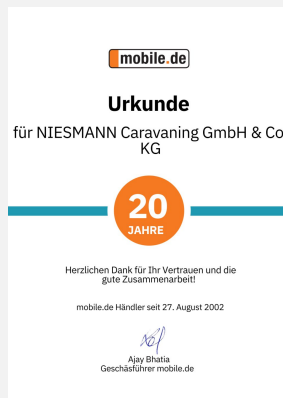 mobile.de
Urkunde
für NIESMANN Caravaning GmbH & Co
KG
20
JAHRE
Herzlichen Dank für Ihr Vertrauen und die
gute Zusammenarbeit!
mobile.de Händler seit 27. August 2002
Ajay Bhatia
Geschäsführer mobile.de